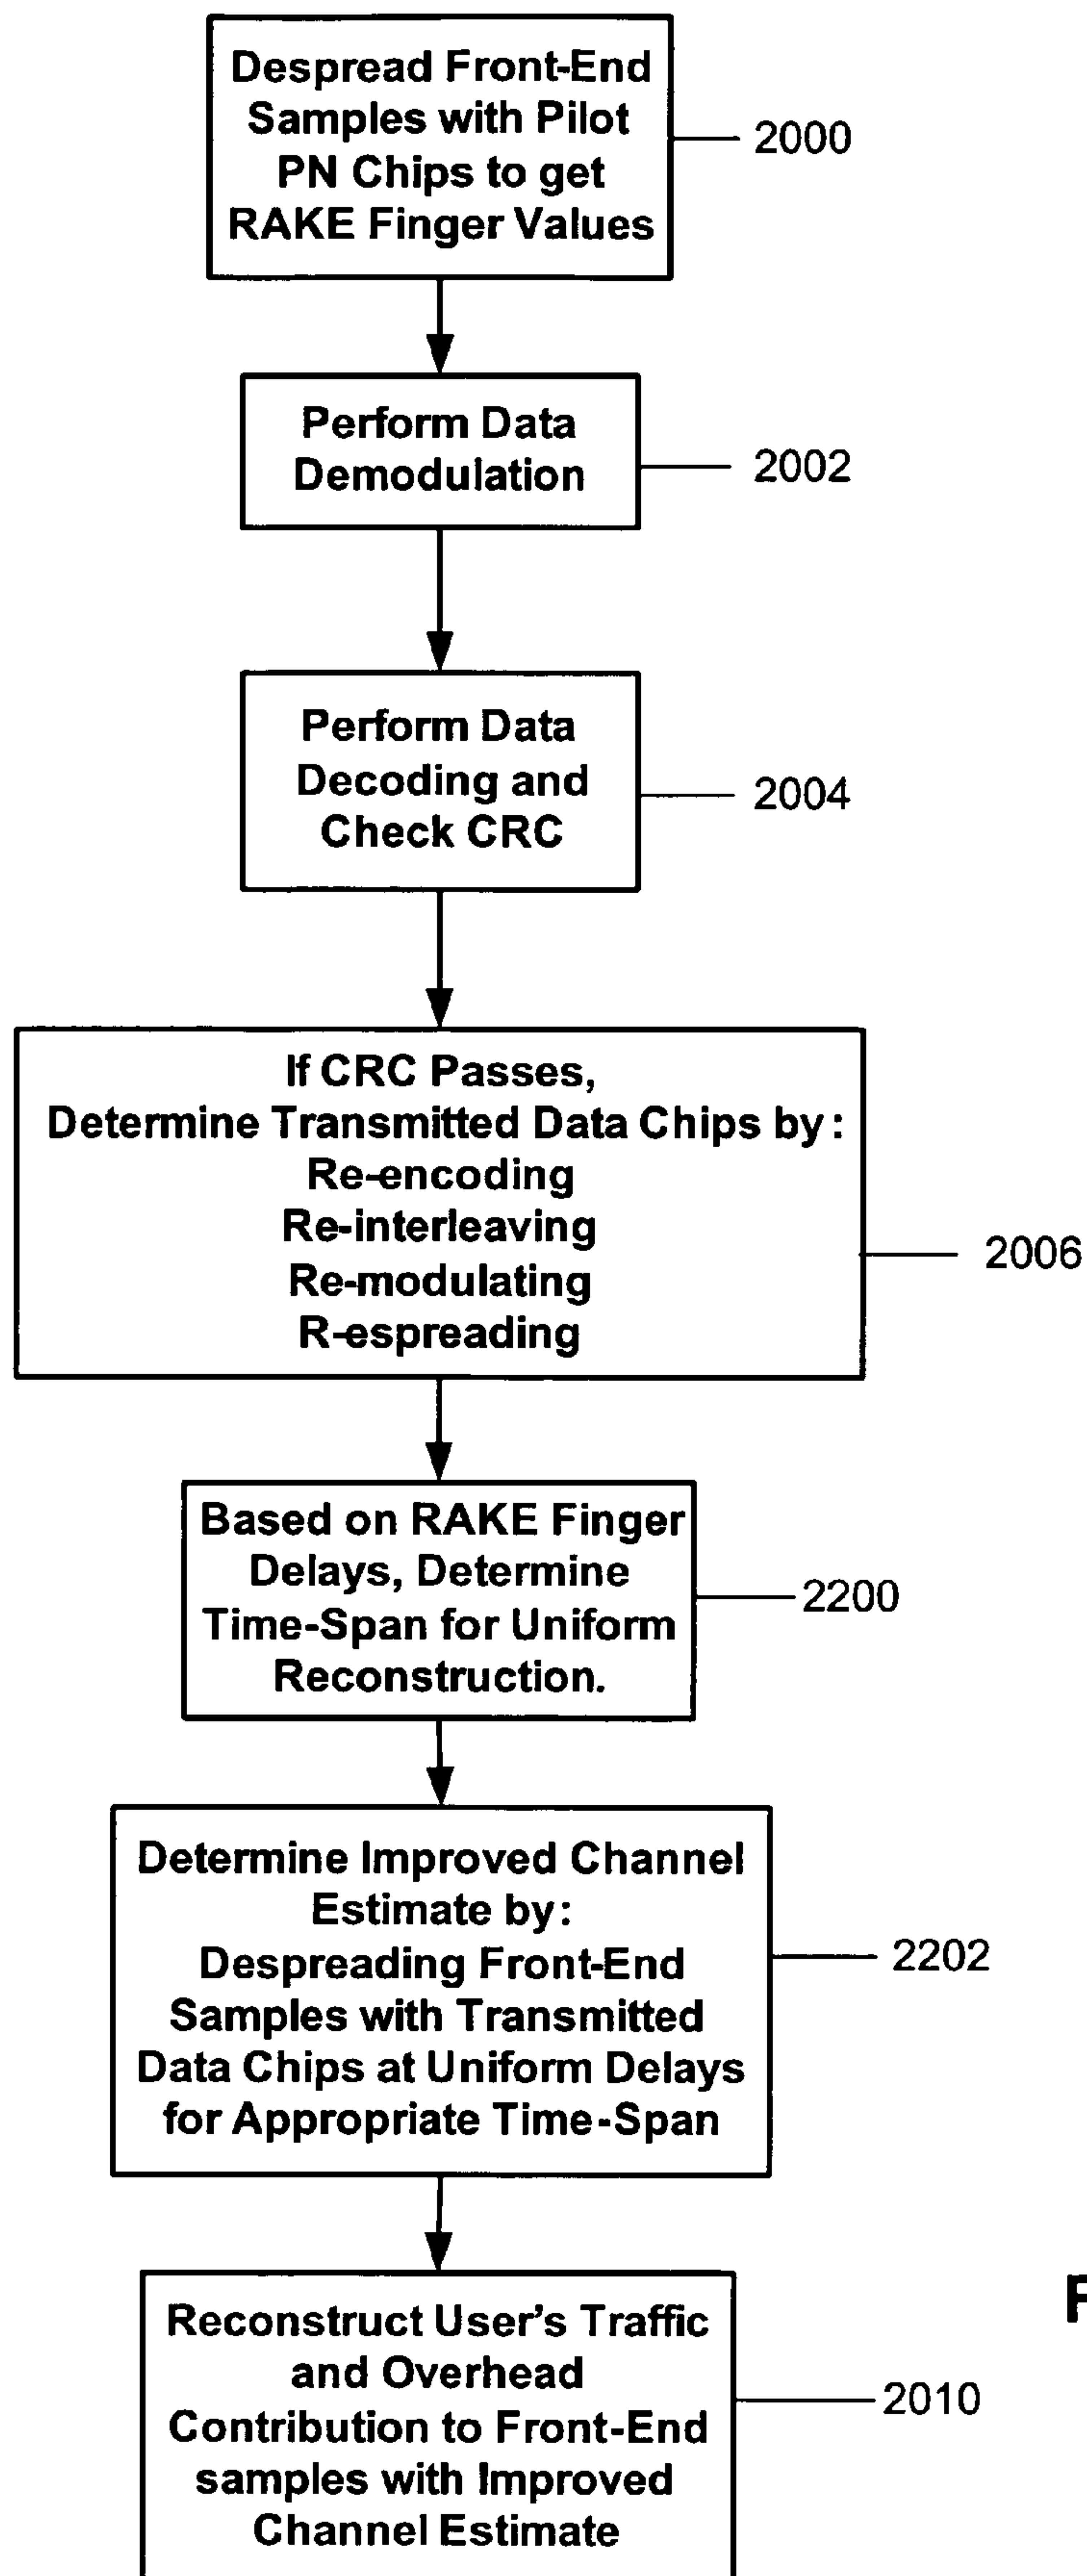 Despread Front-End
Samples with Pilot
PN Chips to get
RAKE Finger Values
2000
Perform Data
Demodulation
2002
Perform Data
Decoding and
Check CRC
2004
If CRC Passes,
Determine Transmitted Data Chips by:
Re-encoding
Re-interleaving
Re-modulating
R-espreading
2006
Based on RAKE Finger
Delays, Determine
Time-Span for Uniform
Reconstruction.
2200
Determine Improved Channel
Estimate by:
Despreading Front-End
Samples with Transmitted
Data Chips at Uniform Delays
for Appropriate Time-Span
2202
Reconstruct User's Traffic
and Overhead
Contribution to Front-End
samples with Improved
Channel Estimate
2010